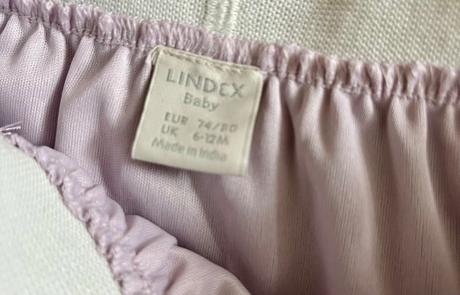 LINDEX
Baby
EUR 74/80
UK 6-12M
Made in India